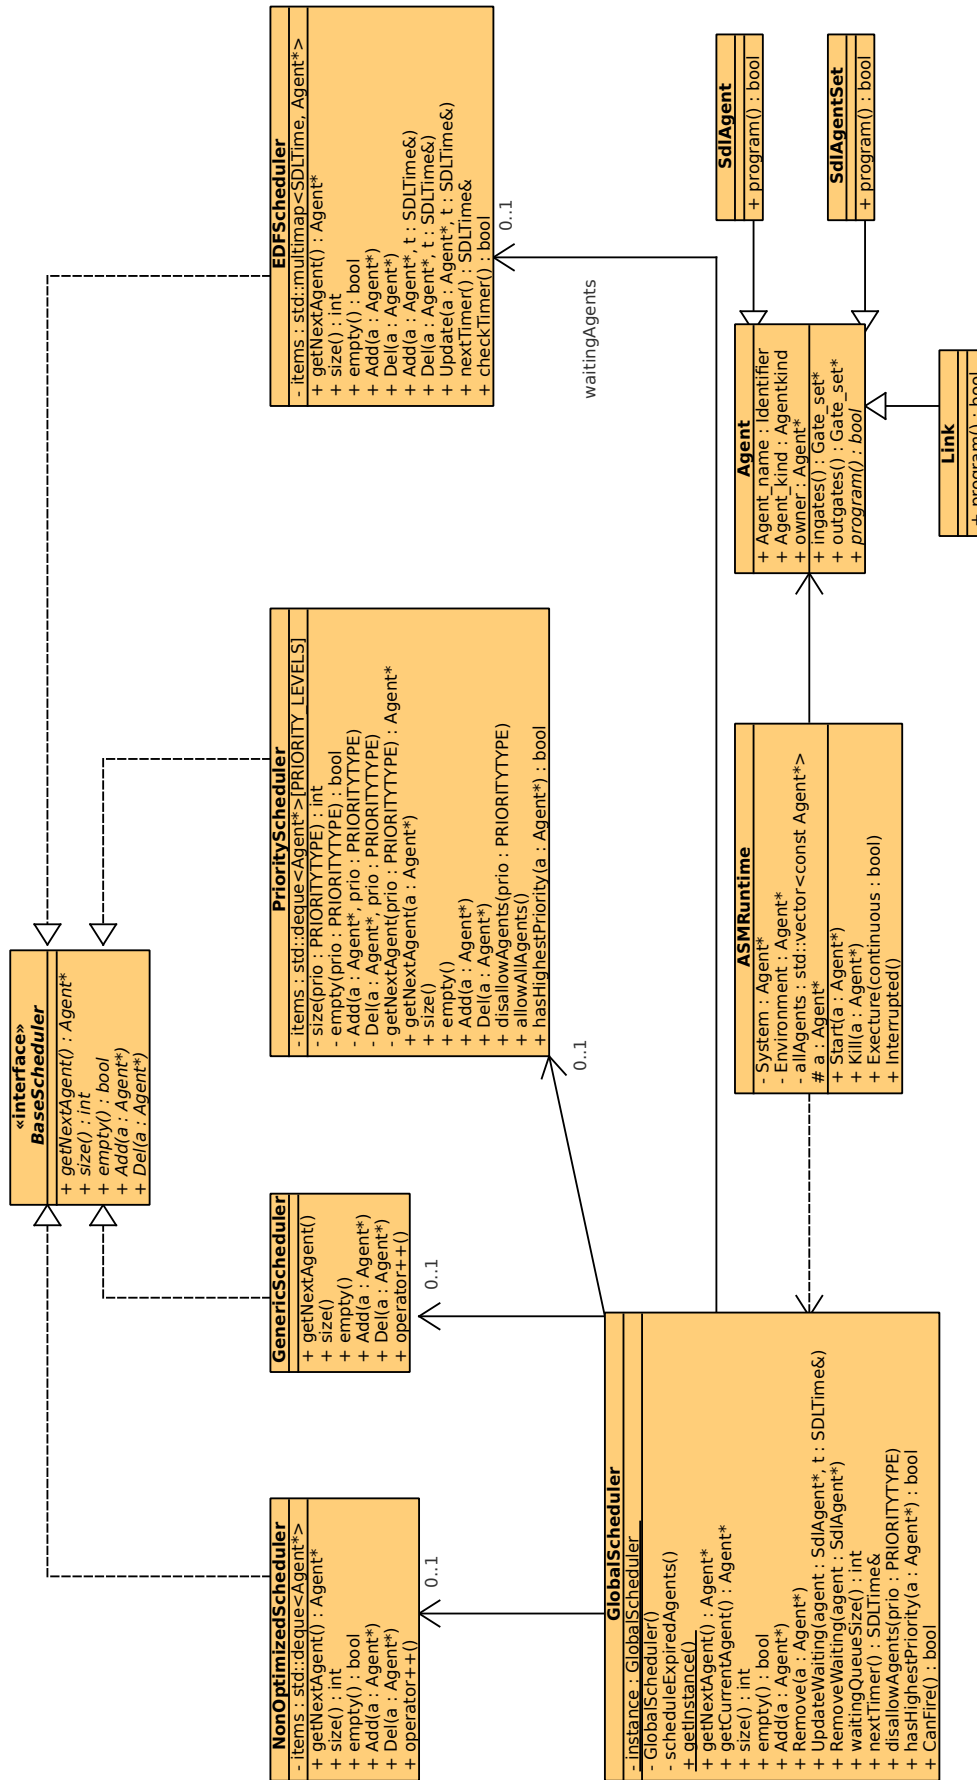 «interface»
BaseScheduler
+ getNextAgent() : Agent*
+ size() : int
+ empty() : bool
+ Add(a : Agent*)
+ Del(a : Agent*)
NonOptimizedScheduler
- items : std::deque<Agent*>
+ getNextAgent() : Agent*
+ size() : int
+ empty() : bool
+ Add(a : Agent*)
+ Del(a : Agent*)
+ operator++()
0..1
GenericScheduler
+ getNextAgent()
+ size()
+ empty()
+ Add(a : Agent*)
+ Del(a : Agent*)
+ operator++()
0..1
PriorityScheduler
- items : std::deque<Agent*>[PRIORITY_LEVELS]
- size(prio : PRIORITYTYPE) : int
- empty(prio : PRIORITYTYPE) : bool
- Add(a : Agent*, prio : PRIORITYTYPE)
- Del(a : Agent*, prio : PRIORITYTYPE)
- getNextAgent(prio : PRIORITYTYPE) : Agent*
+ getNextAgent(a : Agent*)
+ size()
+ empty()
+ Add(a : Agent*)
+ Del(a : Agent*)
+ disallowAgents(prio : PRIORITYTYPE)
+ allowAllAgents()
+ hasHighestPriority(a : Agent*) : bool
0..1
EDFScheduler
- items : std::multimap<SDLTime, Agent*>
+ getNextAgent() : Agent*
+ size() : int
+ empty() : bool
+ Add(a : Agent*)
+ Del(a : Agent*)
+ Add(a : Agent*, t : SDLTime&)
+ Del(a : Agent*, t : SDLTime&)
+ Update(a : Agent*, t : SDLTime&)
+ nextTimer() : SDLTime&
+ checkTimer() : bool
0..1
waitingAgents
GlobalScheduler
- instance : GlobalScheduler
- GlobalScheduler()
- scheduleExpiredAgents()
+ getInstance()
+ getNextAgent() : Agent*
+ getCurrentAgent() : Agent*
+ size() : int
+ empty() : bool
+ Add(a : Agent*)
+ Remove(a : Agent*)
+ UpdateWaiting(agent : SdlAgent*, t : SDLTime&)
+ RemoveWaiting(agent : SdlAgent*)
+ waitingQueueSize() : int
+ nextTimer() : SDLTime&
+ disallowAgents(prio : PRIORITYTYPE)
+ hasHighestPriority(a : Agent*) : bool
+ CanFire() : bool
ASMRuntime
- System : Agent*
- Environment : Agent*
- allAgents : std::vector<const Agent*>
# a : Agent*
+ Start(a : Agent*)
+ Kill(a : Agent*)
+ Execture(continuous : bool)
+ Interrupted()
Agent
+ Agent_name : Identifier
+ Agent_kind : Agentkind
+ owner : Agent*
+ ingates() : Gate_set*
+ outgates() : Gate_set*
+ program() : bool
SdlAgent
+ program() : bool
SdlAgentSet
+ program() : bool
Link
+ program() : bool